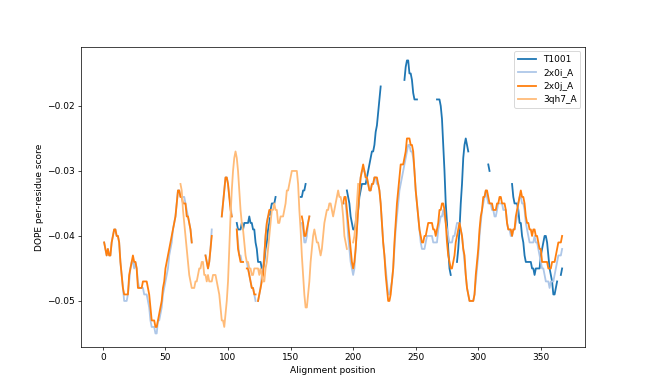 T1001
2x0i_A
2x0j_A
3qh7_A
−0.02
−0.03
−0.04
−0.05
DOPE per-residue score
0 50 100 150 200 250 300 350
Alignment position